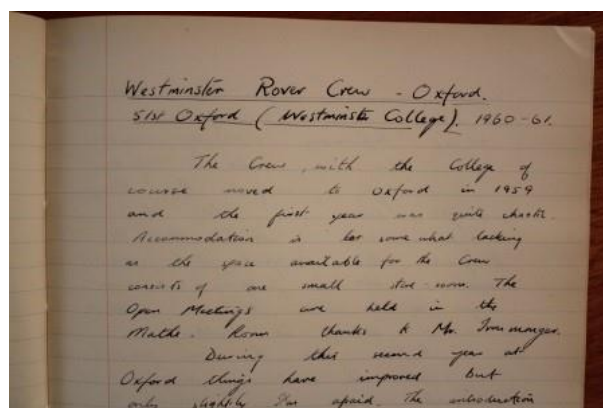 Westminster Rover Crew - Oxford.
51st Oxford (Westminster College). 1960-61.
The Crew, with the College of
course moved to Oxford in 1959
and the first year was quite chaotic.
Accommodation is somewhat lacking
as the space available for the Crew
consists of one small store-room. The
Open Meetings are held in the
Maths. Room thanks to Mr. Ironmonger.
During this second year at
Oxford things have improved but
only slightly I'm afraid. The introduction